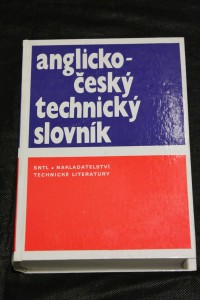 anglicko-
český
technický
slovník
SNTL • NAKLADATELSTVÍ
TECHNICKÉ LITERATURY